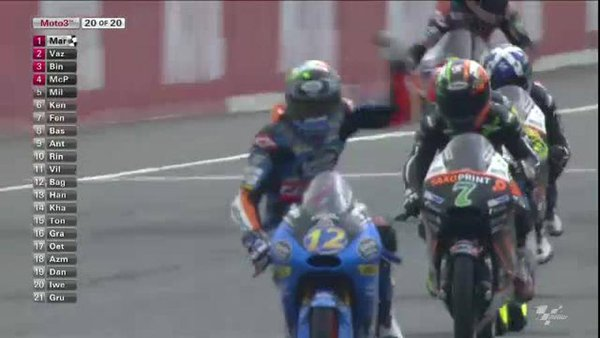 Moto3™ 20 OF 20
1 Mar
2 Vaz
3 Bin
4 McP
5 Mil
6 Ken
7 Fen
8 Bas
9 Ant
10 Rin
11 Vil
12 Bag
13 Han
14 Kha
15 Ton
16 Gra
17 Oet
18 Azm
19 Dan
20 Iwe
21 Gru
12
SAXOPRINT
7